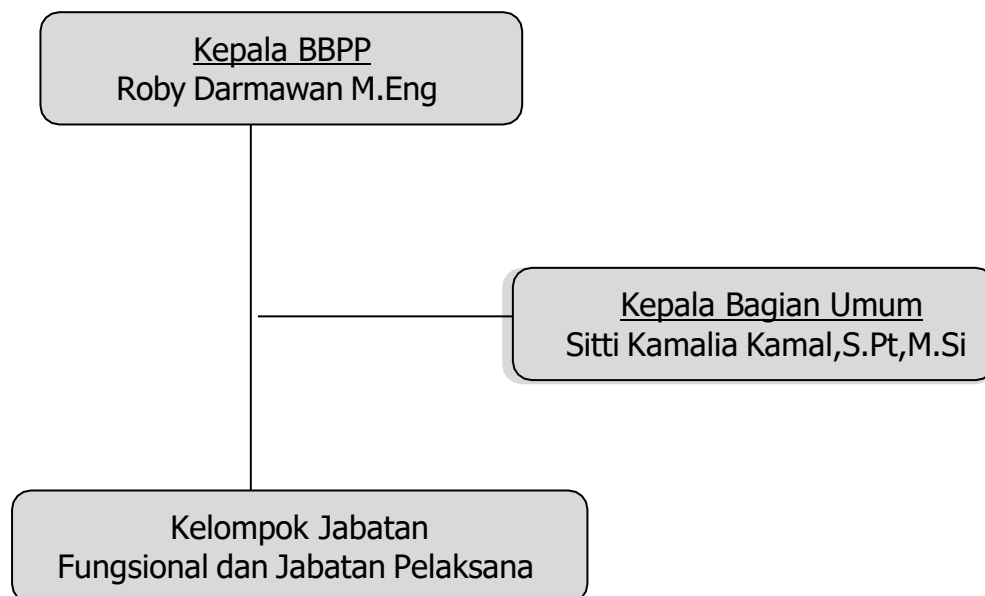 Kepala BBPP
Roby Darmawan M.Eng
Kepala Bagian Umum
Sitti Kamalia Kamal,S.Pt,M.Si
Kelompok Jabatan
Fungsional dan Jabatan Pelaksana